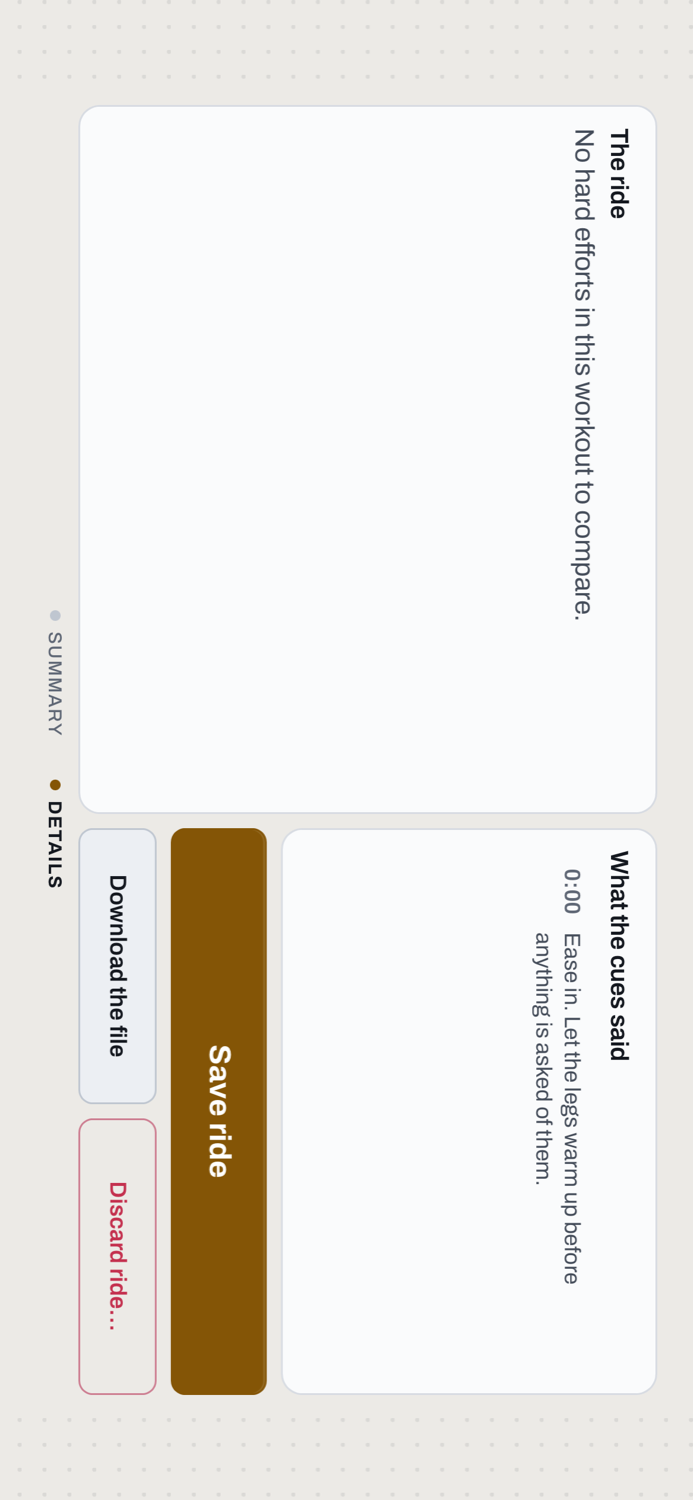 The ride
No hard efforts in this workout to compare.
What the cues said
0:00 Ease in. Let the legs warm up before
anything is asked of them.
Save ride
Download the file
Discard ride…
SUMMARY
DETAILS